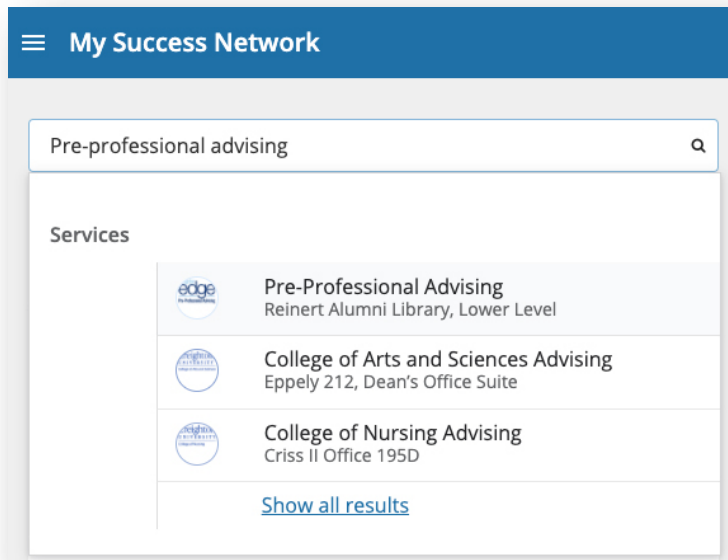 My Success Network
Pre-professional advising
Services
edge
Pre-Professional Advising
Reinert Alumni Library, Lower Level
College of Arts and Sciences Advising
Eppely 212, Dean’s Office Suite
College of Nursing Advising
Criss II Office 195D
Show all results